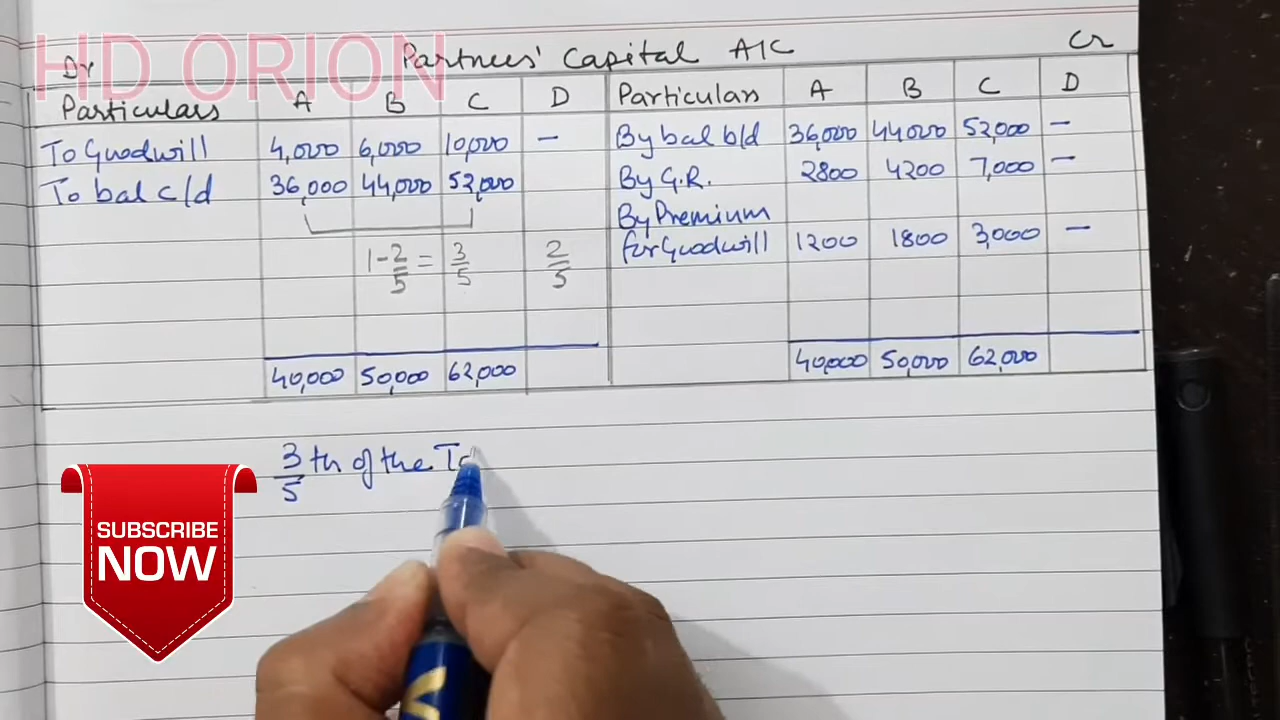 HD ORION
Dr Partners' Capital A/C Cr
Particulars A B C D Particulars A B C D
To Goodwill 4,000 6,000 10,000 — By bal b/d 36,000 44,000 52,000 —
To bal c/d 36,000 44,000 52,000 By G.R. 2800 4200 7,000 —
By Premium
for Goodwill 1200 1800 3,000 —
1-2/5 = 3/5 2/5
40,000 50,000 62,000 40,000 50,000 62,000
3/5 th of the To
SUBSCRIBE
NOW